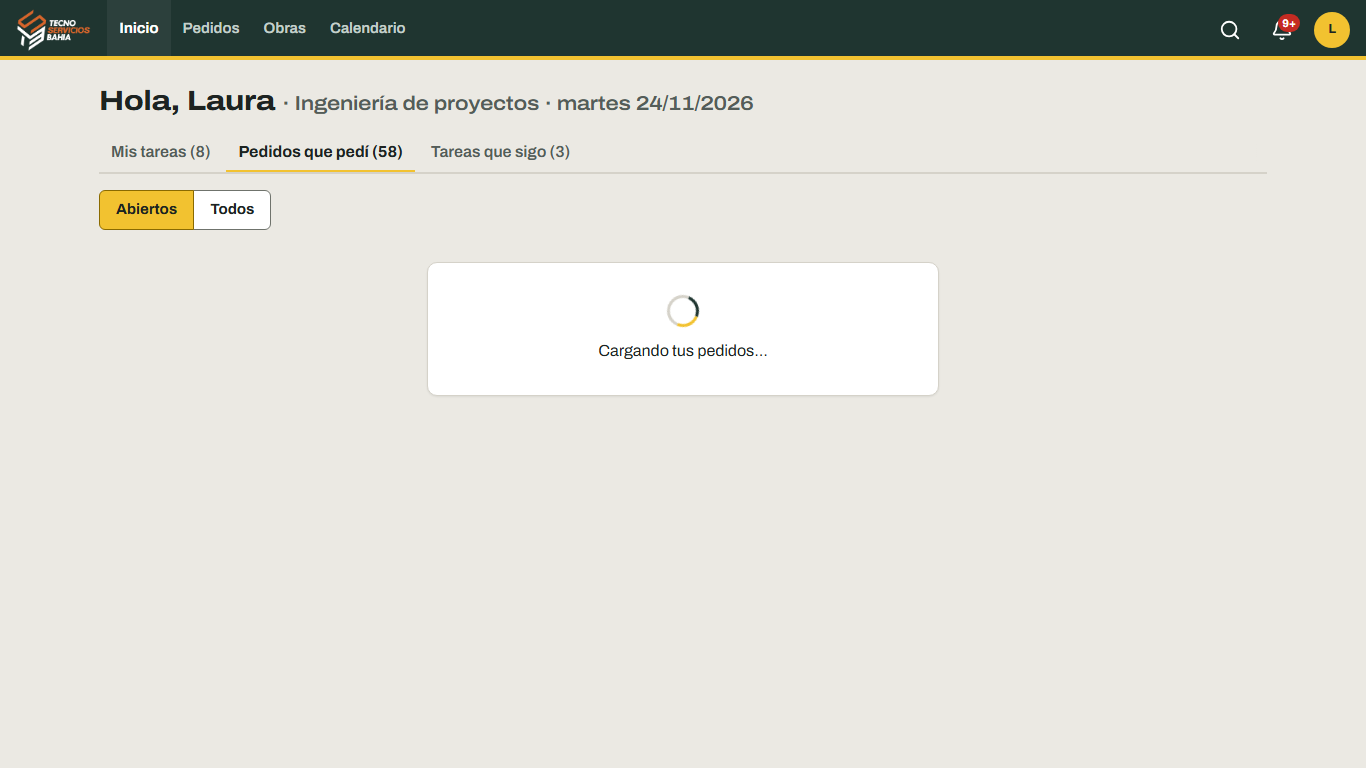 TECNO
SERVICIOS
BAHIA
Inicio Pedidos Obras Calendario
9+
L
Hola, Laura · Ingeniería de proyectos · martes 24/11/2026
Mis tareas (8) Pedidos que pedí (58) Tareas que sigo (3)
Abiertos Todos
Cargando tus pedidos...